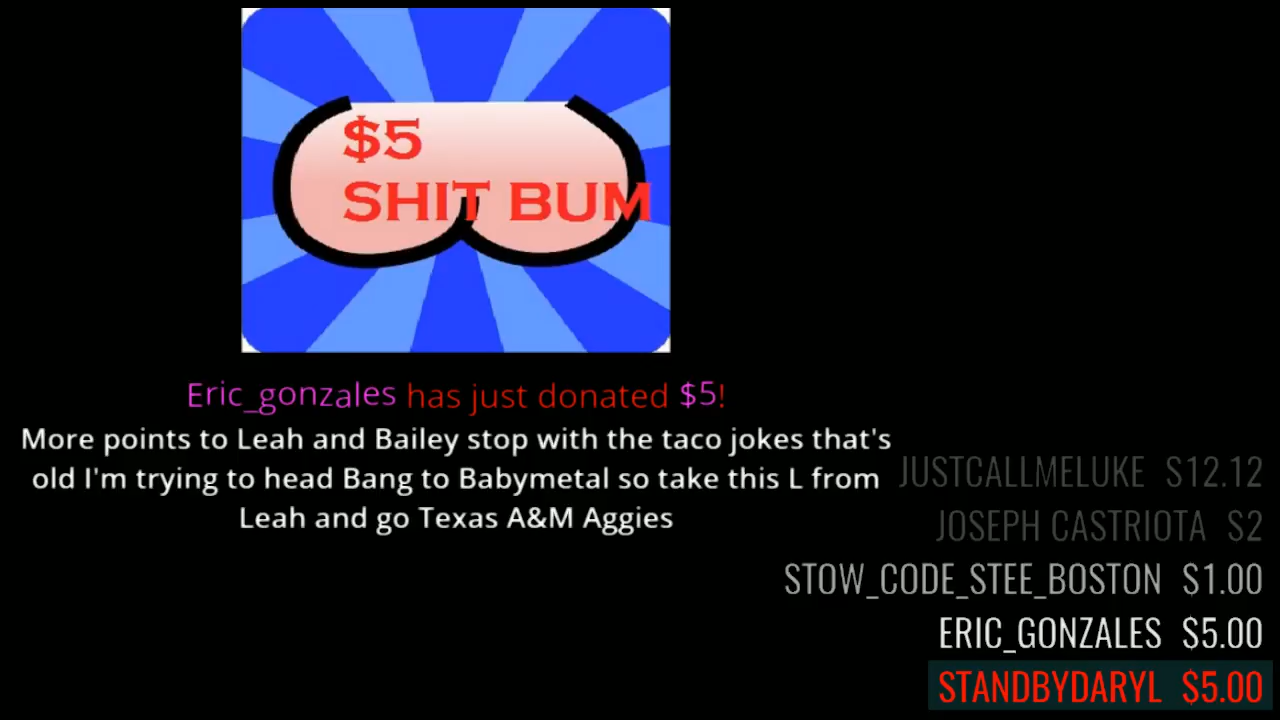 $5
SHIT BUM
Eric_gonzales has just donated $5!
More points to Leah and Bailey stop with the taco jokes that's
old I'm trying to head Bang to Babymetal so take this L from
Leah and go Texas A&M Aggies
JUSTCALLMELUKE $12.12
JOSEPH CASTRIOTA $2
STOW_CODE_STEE_BOSTON $1.00
ERIC_GONZALES $5.00
STANDBYDARYL $5.00